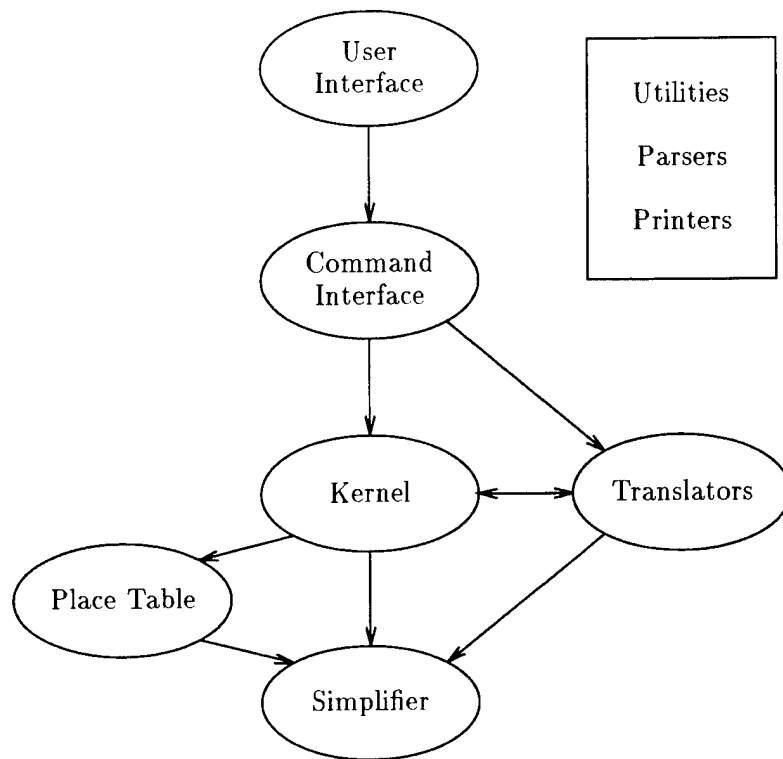 User
Interface
Utilities
Parsers
Printers
Command
Interface
Kernel
Translators
Place Table
Simplifier